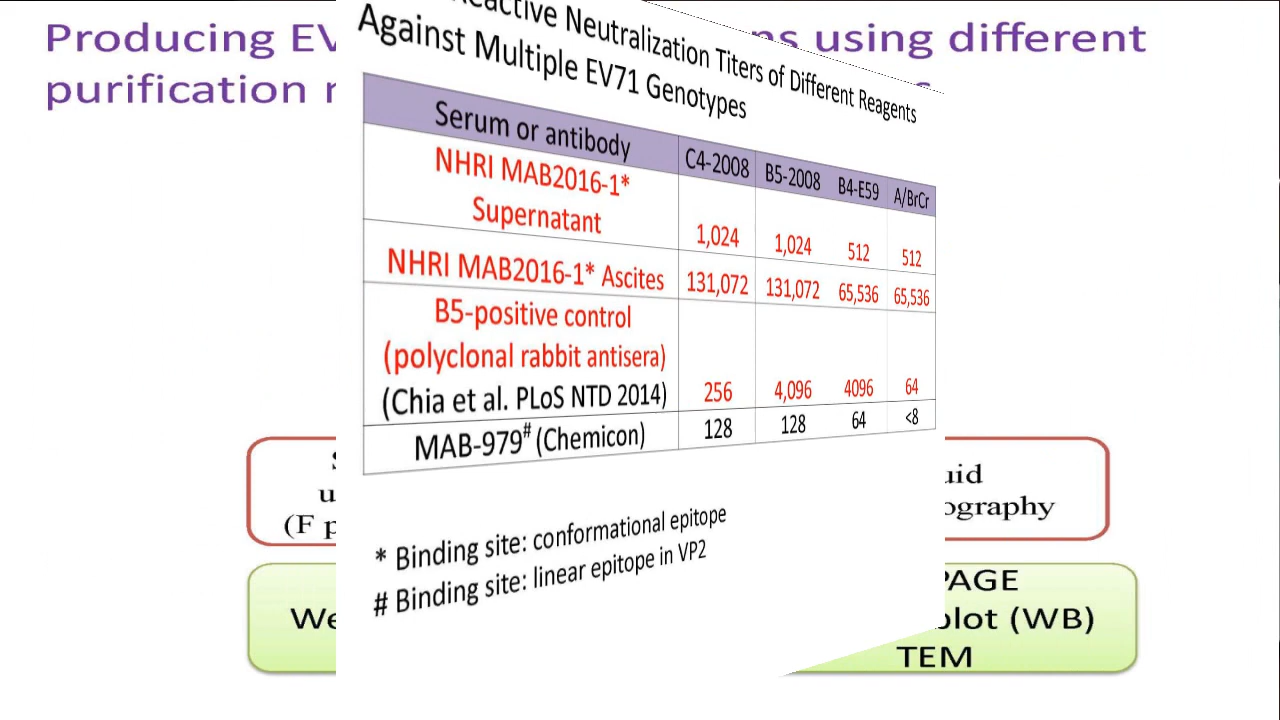 Producing EV using different
purification
Neutralization Titers of Different Reagents
Against Multiple EV71 Genotypes
Serum or antibody C4-2008 B5-2008 B4-E59 A/BrCr
NHRI MAB2016-1*
Supernatant 1,024 1,024 512 512
NHRI MAB2016-1* Ascites 131,072 131,072 65,536 65,536
B5-positive control
(polyclonal rabbit antisera)
(Chia et al. PLoS NTD 2014) 256 4,096 4096 64
MAB-979# (Chemicon) 128 128 64 <8
* Binding site: conformational epitope
# Binding site: linear epitope in VP2
(F
PAGE
blot (WB)
TEM